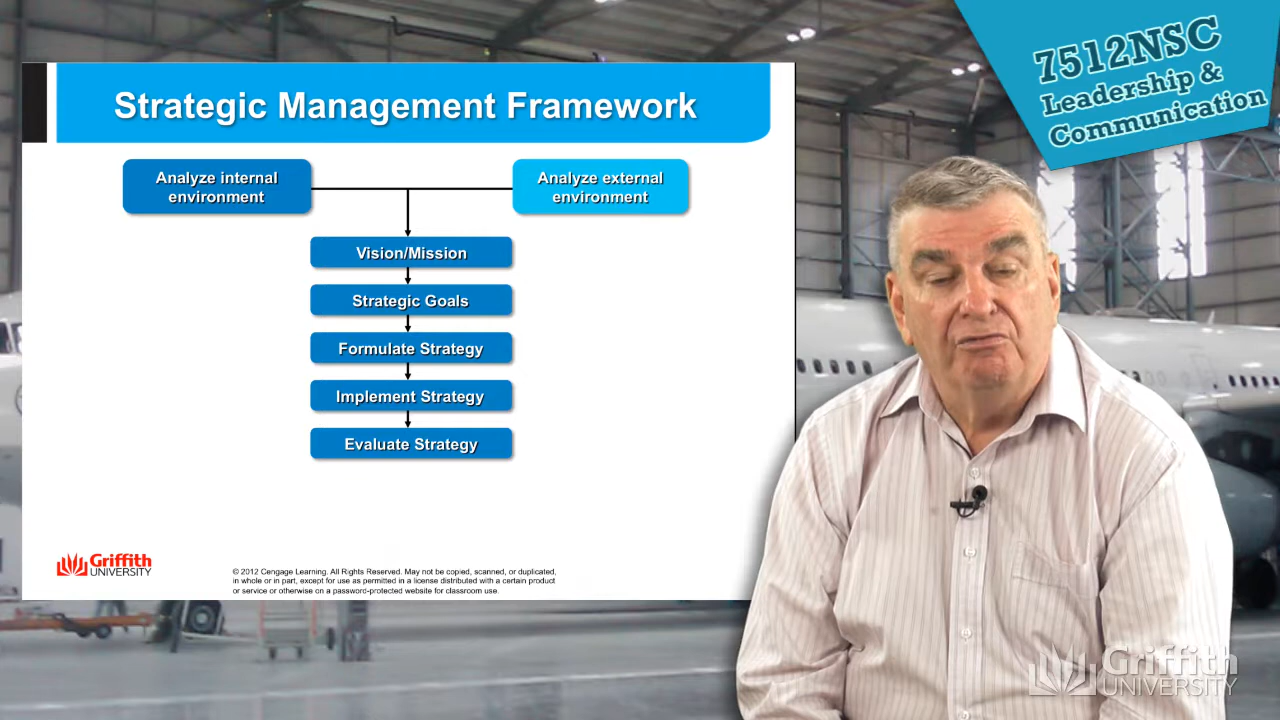 7512NSC
Leadership &
Communication
Strategic Management Framework
Analyze internal
environment
Analyze external
environment
Vision/Mission
Strategic Goals
Formulate Strategy
Implement Strategy
Evaluate Strategy
Griffith
UNIVERSITY
© 2012 Cengage Learning. All Rights Reserved. May not be copied, scanned, or duplicated,
in whole or in part, except for use as permitted in a license distributed with a certain product
or service or otherwise on a password-protected website for classroom use.
Griffith
UNIVERSITY